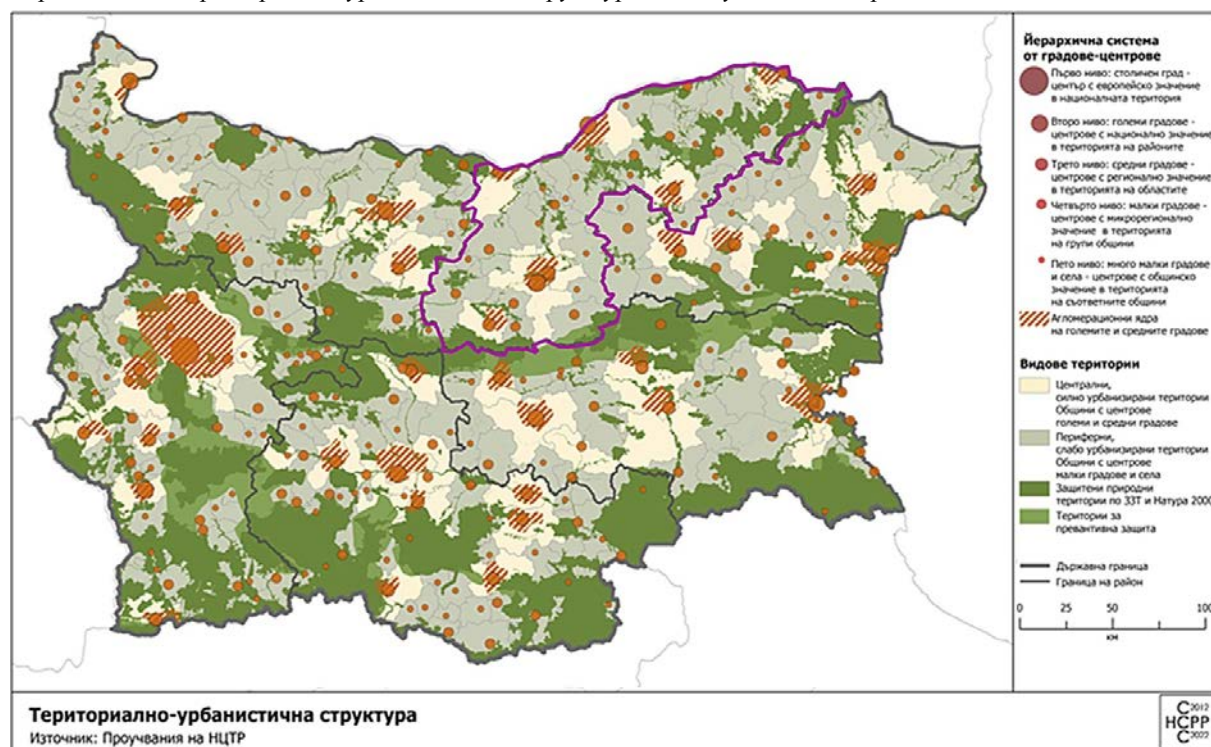 Йерархична система
от градове-центрове
Първо ниво: столичен град -
център с европейско значение
в националната територия
Второ ниво: големи градове -
центрове с национално значение
в територията на районите
Трето ниво: средни градове -
центрове с регионално значение
в територията на областите
Четвърто ниво: малки градове -
центрове с микрорегионално
значение в територията
на групи общини
Пето ниво: много малки градове
и села - центрове с общинско
значение в територията
на съответните общини
Агломерационни ядра
на големите и средните градове
Видове територии
Централни,
силно урбанизирани територии
Общини с центрове
големи и средни градове
Периферни,
слабо урбанизирани територии
Общини с центрове
малки градове и села
Защитени природни
територии по ЗЗТ и Натура 2000
Територии за
превантивна защита
Държавна граница
Граница на район
0 25 50 100
км
Териториално-урбанистична структура
Източник: Проучвания на НЦТР
С 2012
НСРР
С 2022